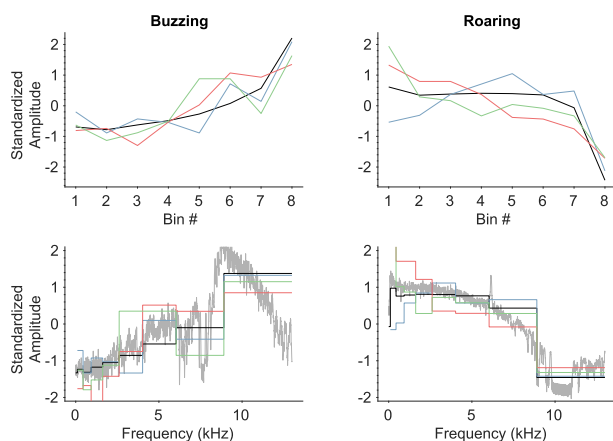 Buzzing
Roaring
Standardized
Amplitude
2
1
0
-1
-2
1 2 3 4 5 6 7 8
Bin #
2
1
0
-1
-2
1 2 3 4 5 6 7 8
Bin #
Standardized
Amplitude
2
1
0
-1
-2
0 5 10
Frequency (kHz)
2
1
0
-1
-2
0 5 10
Frequency (kHz)